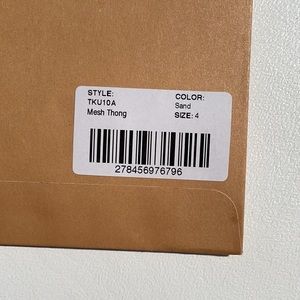 STYLE: COLOR:
TKU10A Sand
Mesh Thong SIZE: 4
278456976796